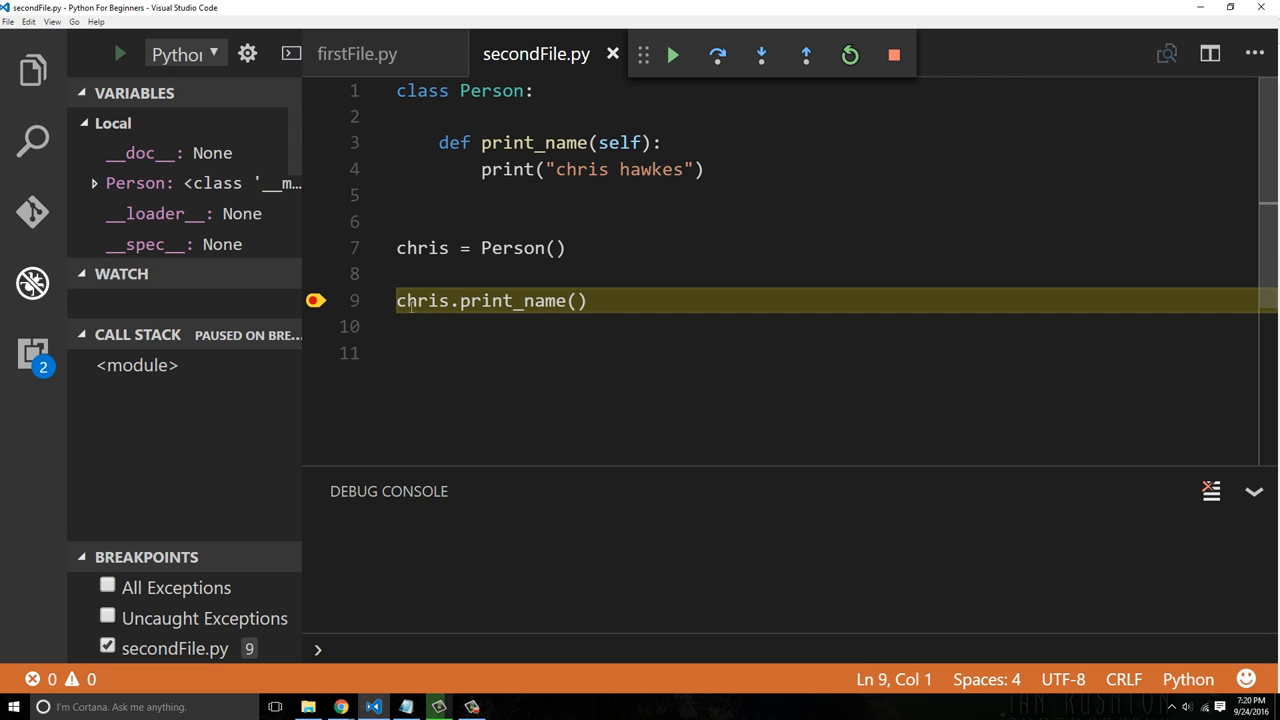 secondFile.py - Python For Beginners - Visual Studio Code
File Edit View Go Help
Python
firstFile.py
secondFile.py
VARIABLES
Local
__doc__: None
Person: <class '__m...
__loader__: None
__spec__: None
WATCH
CALL STACK PAUSED ON BRE...
<module>
BREAKPOINTS
All Exceptions
Uncaught Exceptions
secondFile.py 9
2
1 class Person:
2
3 def print_name(self):
4 print("chris hawkes")
5
6
7 chris = Person()
8
9 chris.print_name()
10
11
DEBUG CONSOLE
0 0
Ln 9, Col 1 Spaces: 4 UTF-8 CRLF Python
I'm Cortana. Ask me anything.
7:20 PM
9/24/2016